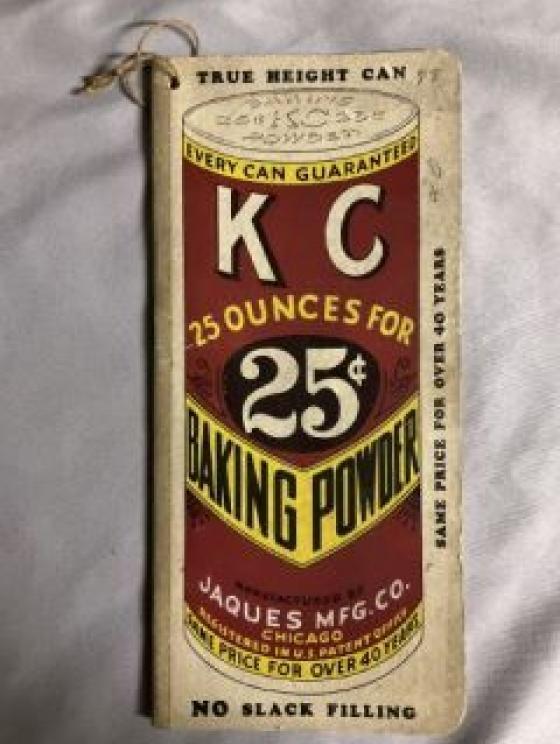 TRUE HEIGHT CAN
BAKING
25¢ KC 25¢
POWDER
EVERY CAN GUARANTEED
K C
25 OUNCES FOR
25¢
BAKING POWDER
MANUFACTURED BY
JAQUES MFG. CO.
CHICAGO
REGISTERED IN U.S PATENT OFFICE
SAME PRICE FOR OVER 40 YEARS
NO SLACK FILLING
SAME PRICE FOR OVER 40 YEARS